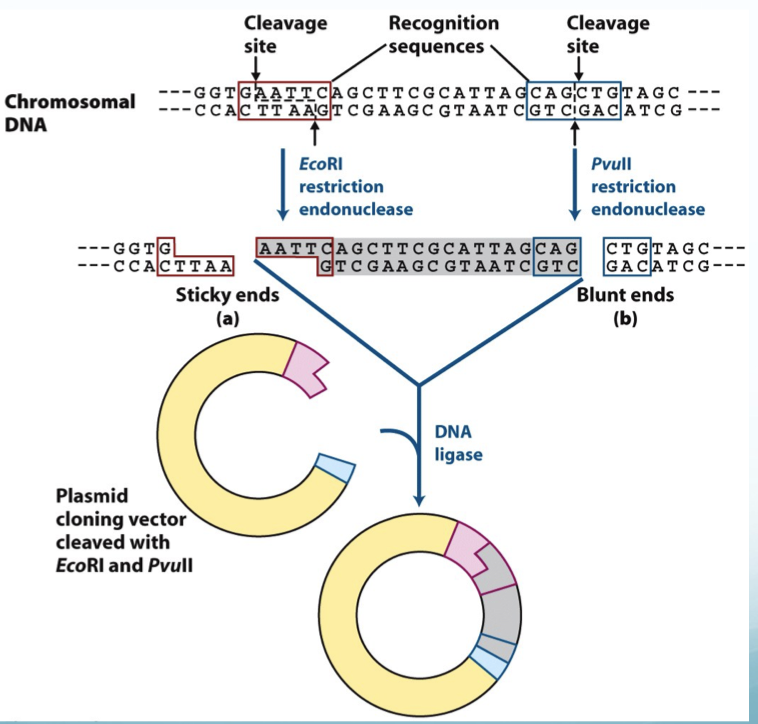 Cleavage
site
Recognition
sequences
Cleavage
site
Chromosomal
DNA
---GGTGAATTCAGCTTCGCATTAGCAGCTGTAGC---
---CCACTTAAGTCGAAGCGTAATCGTCGACATCG---
EcoRI
restriction
endonuclease
PvuII
restriction
endonuclease
---GGTG AATTCAGCTTCGCATTAGCAG CTGTAGC---
---CCACTTAA GTCGAAGCGTAATCGTC GACATCG---
Sticky ends
(a)
Blunt ends
(b)
DNA
ligase
Plasmid
cloning vector
cleaved with
EcoRI and PvuII